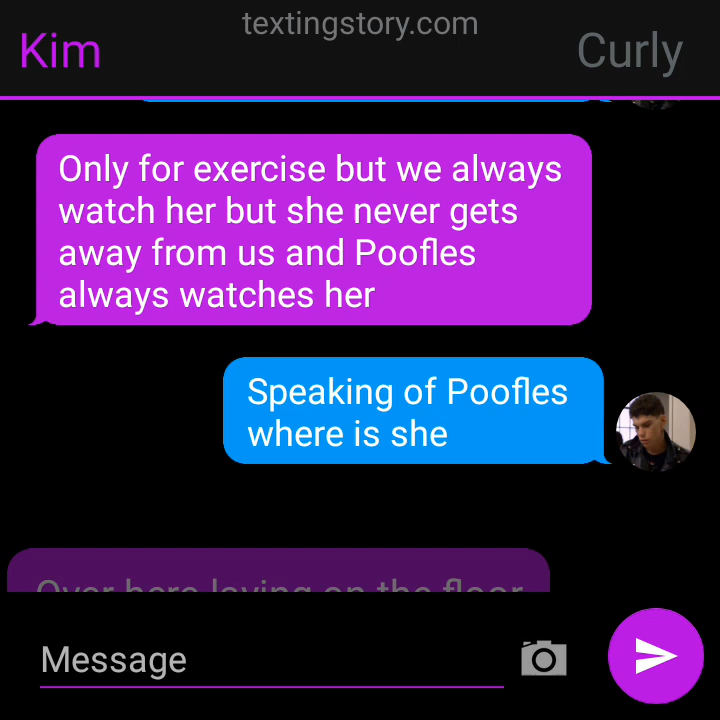 textingstory.com
Kim
Curly
Only for exercise but we always
watch her but she never gets
away from us and Poofles
always watches her
Speaking of Poofles
where is she
Over here laying on the floor
Message